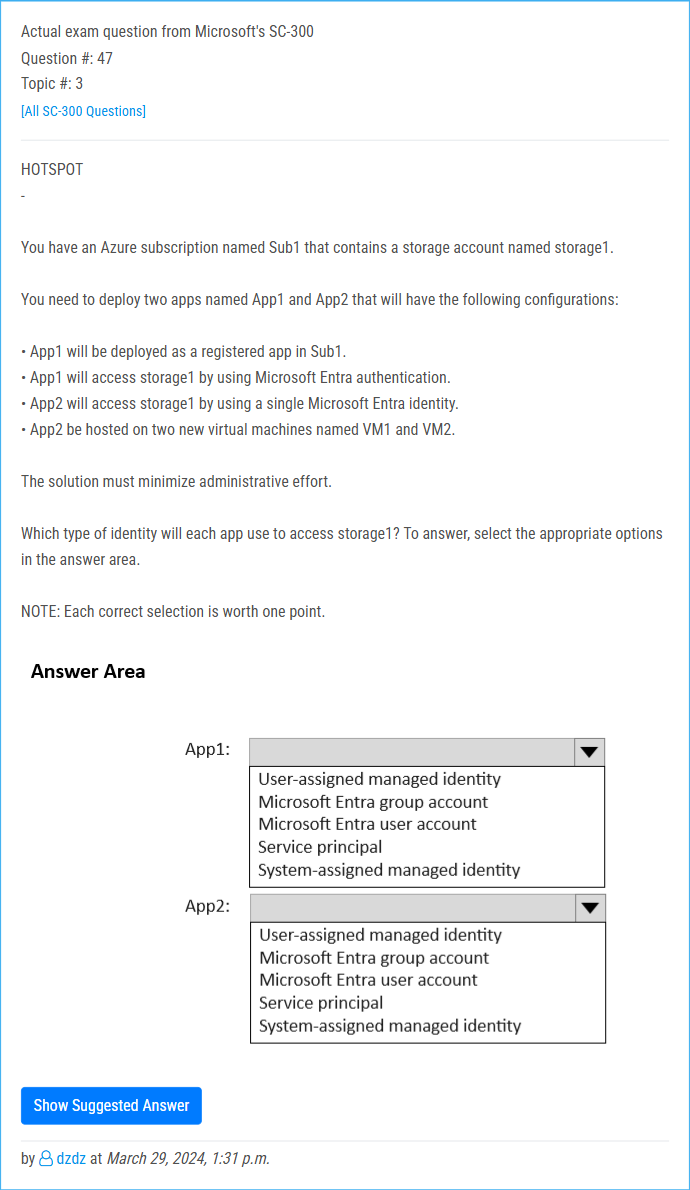 Actual exam question from Microsoft's SC-300
Question #: 47
Topic #: 3
[All SC-300 Questions]
HOTSPOT
-
You have an Azure subscription named Sub1 that contains a storage account named storage1.
You need to deploy two apps named App1 and App2 that will have the following configurations:
• App1 will be deployed as a registered app in Sub1.
• App1 will access storage1 by using Microsoft Entra authentication.
• App2 will access storage1 by using a single Microsoft Entra identity.
• App2 be hosted on two new virtual machines named VM1 and VM2.
The solution must minimize administrative effort.
Which type of identity will each app use to access storage1? To answer, select the appropriate options
in the answer area.
NOTE: Each correct selection is worth one point.
Answer Area
App1:
User-assigned managed identity
Microsoft Entra group account
Microsoft Entra user account
Service principal
System-assigned managed identity
App2:
User-assigned managed identity
Microsoft Entra group account
Microsoft Entra user account
Service principal
System-assigned managed identity
Show Suggested Answer
by dzdz at March 29, 2024, 1:31 p.m.